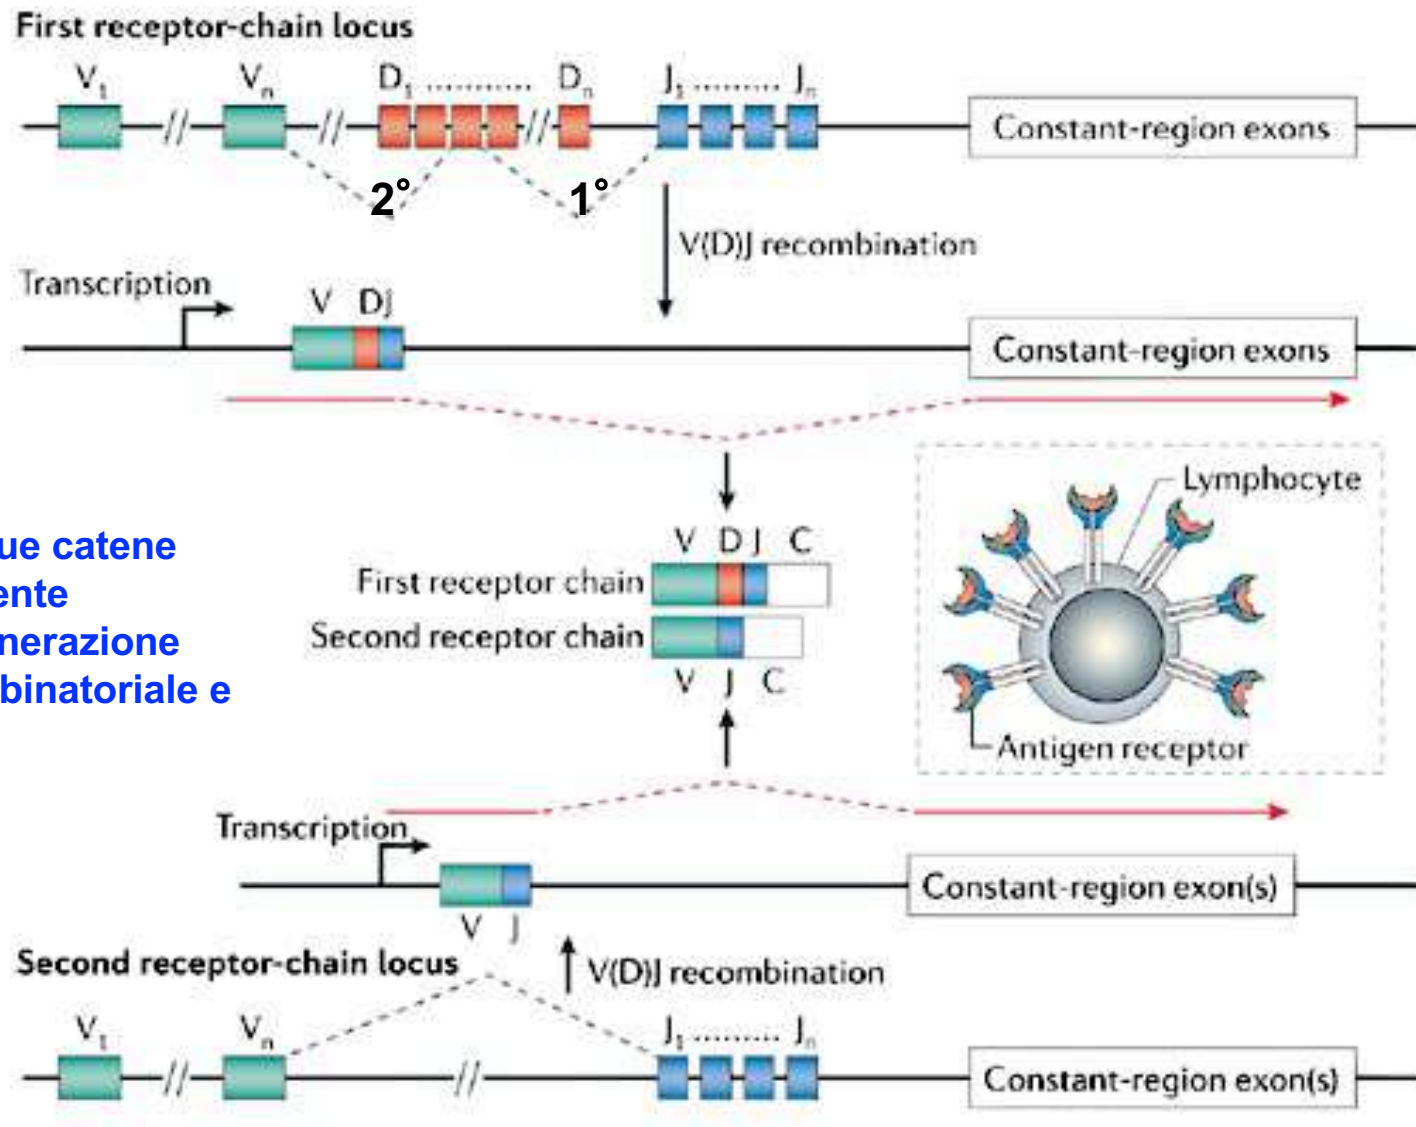 First receptor-chain locus
V1 Vn D1 ........... Dn J1 ......... Jn
Constant-region exons
2° 1°
V(D)J recombination
Transcription
V DJ
Constant-region exons
Lymphocyte
ue catene
ente
nerazione
binatoriale e
V D J C
First receptor chain
Second receptor chain
V J C
Antigen receptor
Transcription
Constant-region exon(s)
V J
Second receptor-chain locus
V(D)J recombination
V1 Vn J1 ......... Jn
Constant-region exon(s)